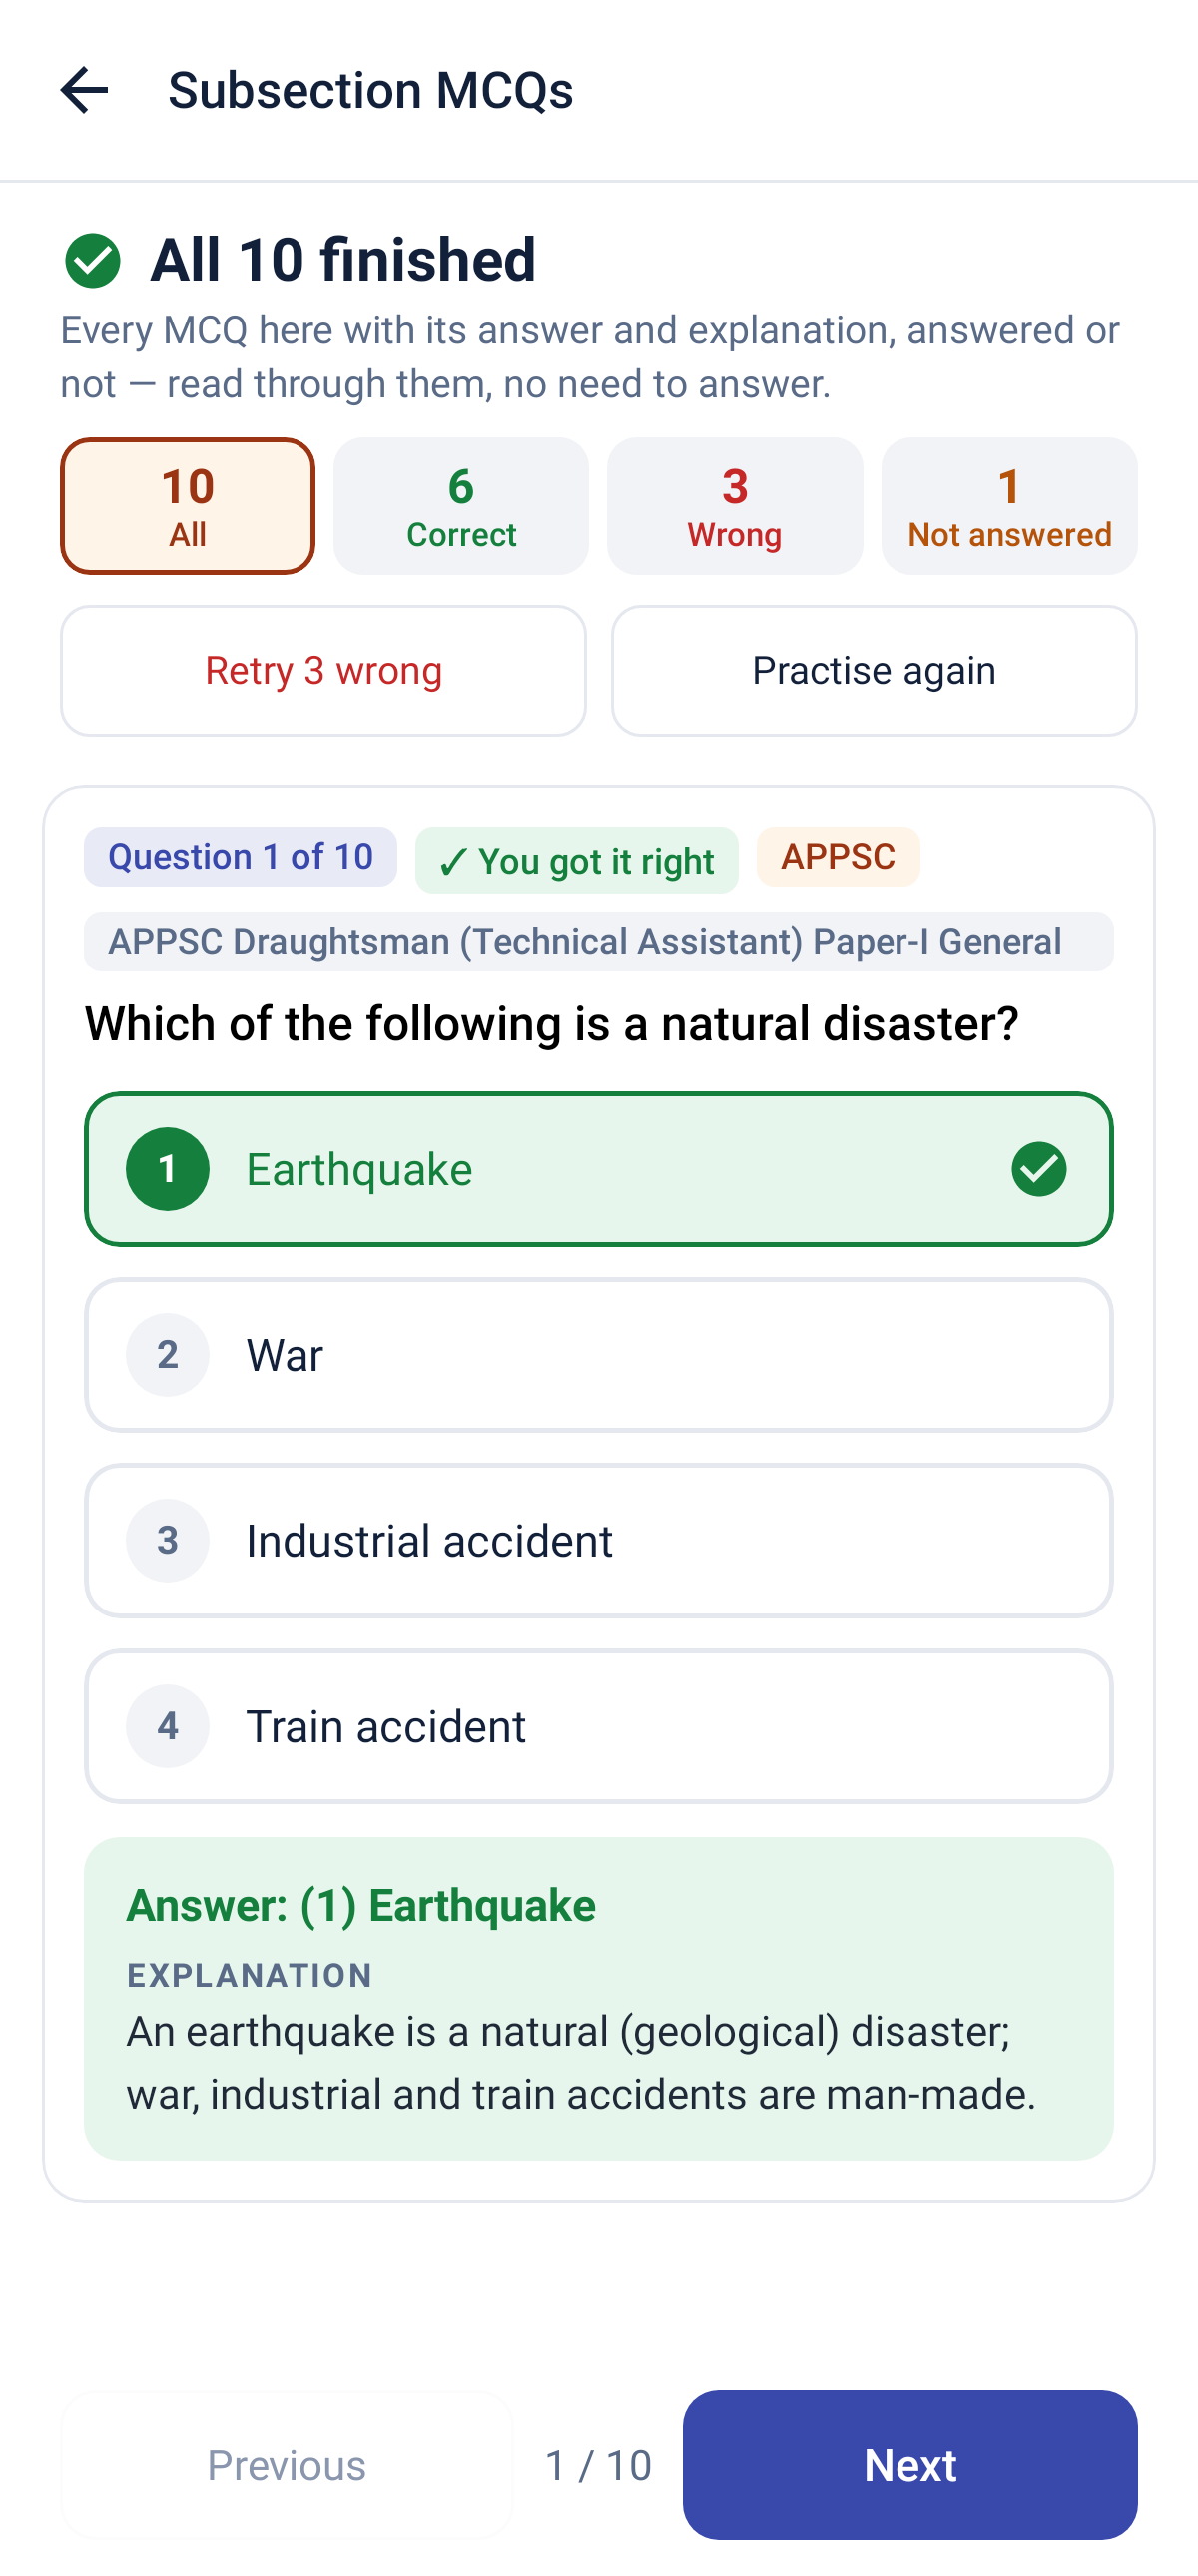 Subsection MCQs
All 10 finished
Every MCQ here with its answer and explanation, answered or
not — read through them, no need to answer.
10
All
6
Correct
3
Wrong
1
Not answered
Retry 3 wrong
Practise again
Question 1 of 10
✓ You got it right
APPSC
APPSC Draughtsman (Technical Assistant) Paper-I General
Which of the following is a natural disaster?
1 Earthquake
2 War
3 Industrial accident
4 Train accident
Answer: (1) Earthquake
EXPLANATION
An earthquake is a natural (geological) disaster;
war, industrial and train accidents are man-made.
Previous
1 / 10
Next